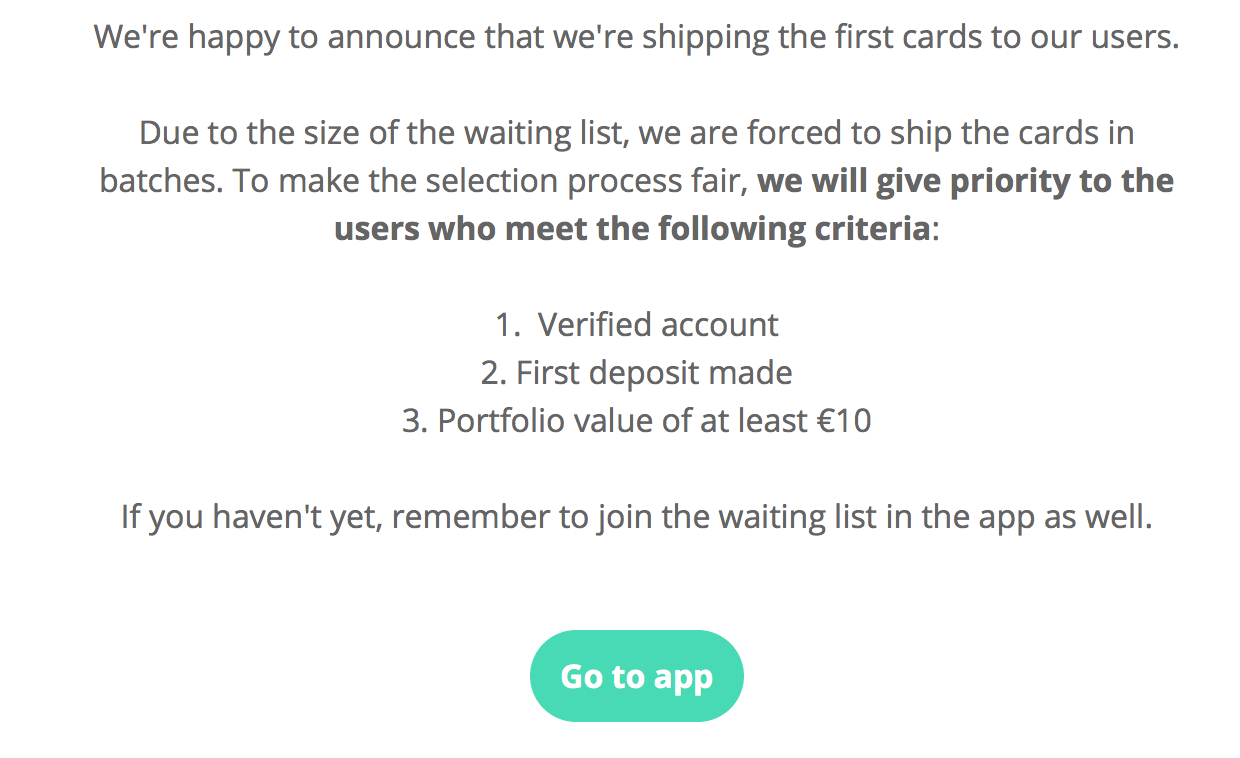 We're happy to announce that we're shipping the first cards to our users.
Due to the size of the waiting list, we are forced to ship the cards in
batches. To make the selection process fair, we will give priority to the
users who meet the following criteria:
1.  Verified account
2. First deposit made
3. Portfolio value of at least €10
If you haven't yet, remember to join the waiting list in the app as well.
Go to app